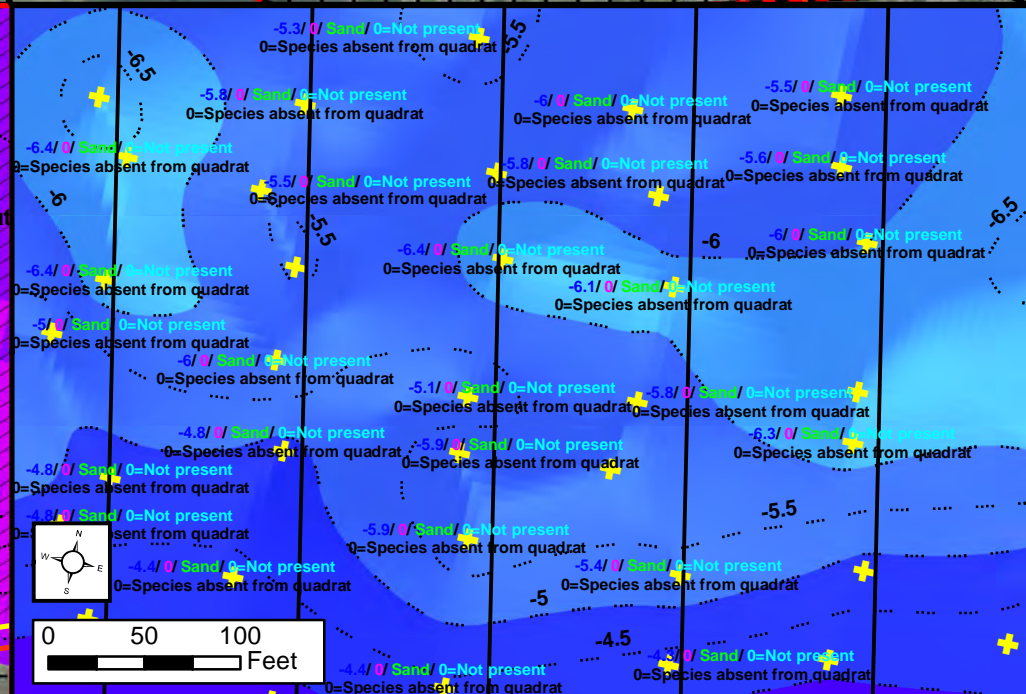 -5.3/ 0/ Sand/ 0=Not present
0=Species absent from quadrat
-5.5
-6.5
-5.8/ 0/ Sand/ 0=Not present
0=Species absent from quadrat
-6/ 0/ Sand/ 0=Not present
0=Species absent from quadrat
-5.5/ 0/ Sand/ 0=Not present
0=Species absent from quadrat
-6.4/ 0/ Sand/ 0=Not present
0=Species absent from quadrat
-5.8/ 0/ Sand/ 0=Not present
0=Species absent from quadrat
-5.6/ 0/ Sand/ 0=Not present
0=Species absent from quadrat
-5.5/ 0/ Sand/ 0=Not present
0=Species absent from quadrat
-6
-5.5
-6.5
-6
-6/ 0/ Sand/ 0=Not present
0=Species absent from quadrat
-6.4/ 0/ Sand/ 0=Not present
0=Species absent from quadrat
-6.4/ 0/ Sand/ 0=Not present
0=Species absent from quadrat
-6.1/ 0/ Sand/ 0=Not present
0=Species absent from quadrat
-5/ 0/ Sand/ 0=Not present
0=Species absent from quadrat
-6/ 0/ Sand/ 0=Not present
0=Species absent from quadrat
-5.1/ 0/ Sand/ 0=Not present
0=Species absent from quadrat
-5.8/ 0/ Sand/ 0=Not present
0=Species absent from quadrat
-4.8/ 0/ Sand/ 0=Not present
0=Species absent from quadrat
-5.9/ 0/ Sand/ 0=Not present
0=Species absent from quadrat
-6.3/ 0/ Sand/ 0=Not present
0=Species absent from quadrat
-4.8/ 0/ Sand/ 0=Not present
0=Species absent from quadrat
-4.8/ 0/ Sand/ 0=Not present
0=Species absent from quadrat
-5.5
-5.9/ 0/ Sand/ 0=Not present
0=Species absent from quadrat
-4.4/ 0/ Sand/ 0=Not present
0=Species absent from quadrat
-5.4/ 0/ Sand/ 0=Not present
0=Species absent from quadrat
-5
-4.5
N
W
E
S
0 50 100
Feet
0/ Sand/ 0=Not present
0=Species absent from quadrat
-4.4/ 0/ Sand/ 0=Not present
0=Species absent from quadrat